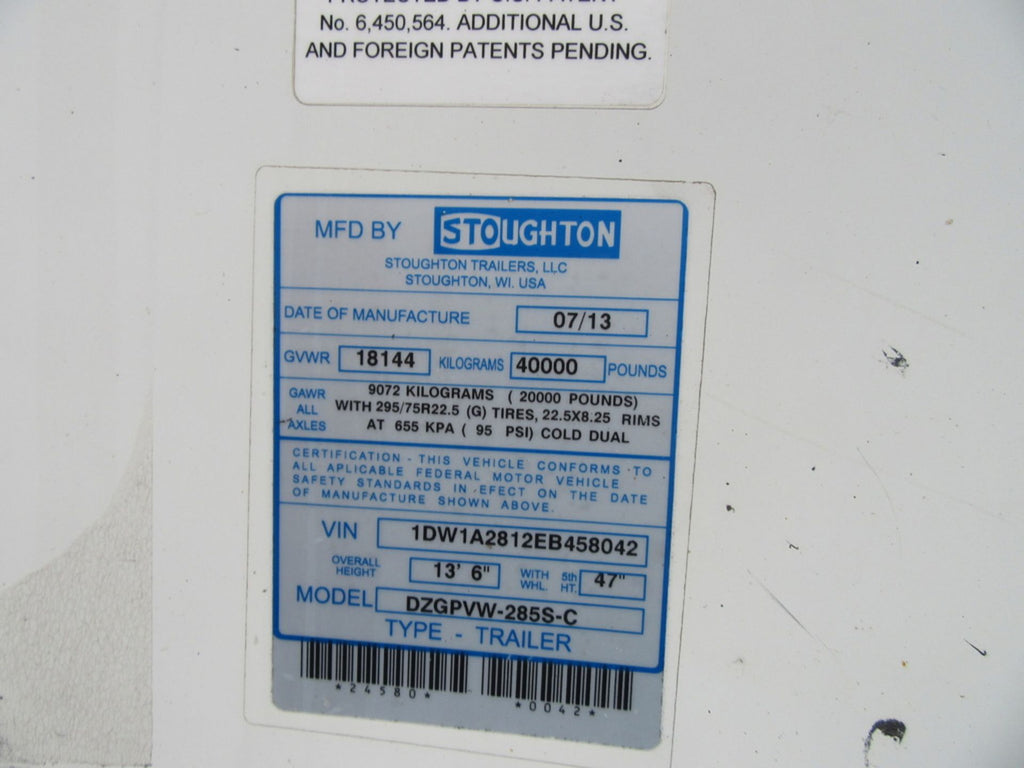 No. 6,450,564. ADDITIONAL U.S.
AND FOREIGN PATENTS PENDING.
MFD BY STOUGHTON
STOUGHTON TRAILERS, LLC
STOUGHTON, WI. USA
DATE OF MANUFACTURE 07/13
GVWR 18144 KILOGRAMS 40000 POUNDS
GAWR ALL AXLES
9072 KILOGRAMS ( 20000 POUNDS)
WITH 295/75R22.5 (G) TIRES, 22.5X8.25 RIMS
AT 655 KPA ( 95 PSI) COLD DUAL
CERTIFICATION - THIS VEHICLE CONFORMS TO
ALL APLICABLE FEDERAL MOTOR VEHICLE
SAFETY STANDARDS IN EFECT ON THE DATE
OF MANUFACTURE SHOWN ABOVE.
VIN 1DW1A2812EB458042
OVERALL HEIGHT 13' 6" WITH WHL. 5th HT. 47"
MODEL DZGPVW-285S-C
TYPE - TRAILER
*24580* *0042*